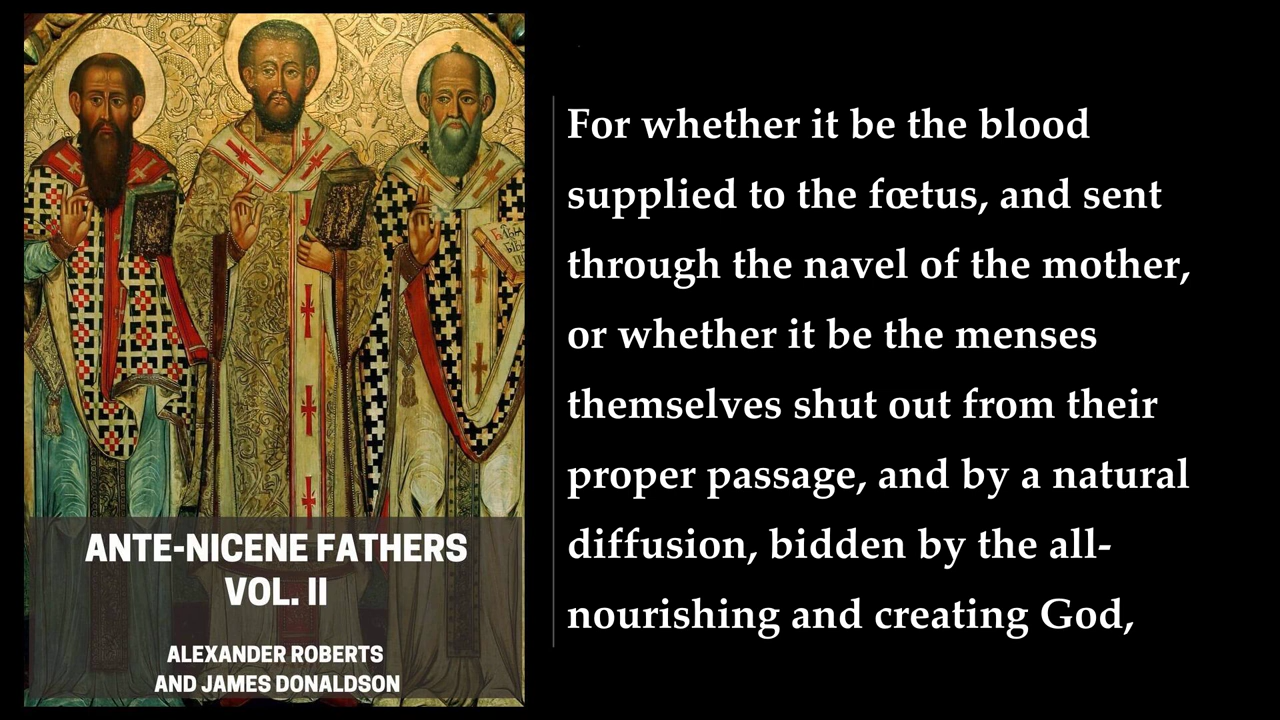 ANTE-NICENE FATHERS
VOL. II
ALEXANDER ROBERTS
AND JAMES DONALDSON
For whether it be the blood
supplied to the fœtus, and sent
through the navel of the mother,
or whether it be the menses
themselves shut out from their
proper passage, and by a natural
diffusion, bidden by the all-
nourishing and creating God,